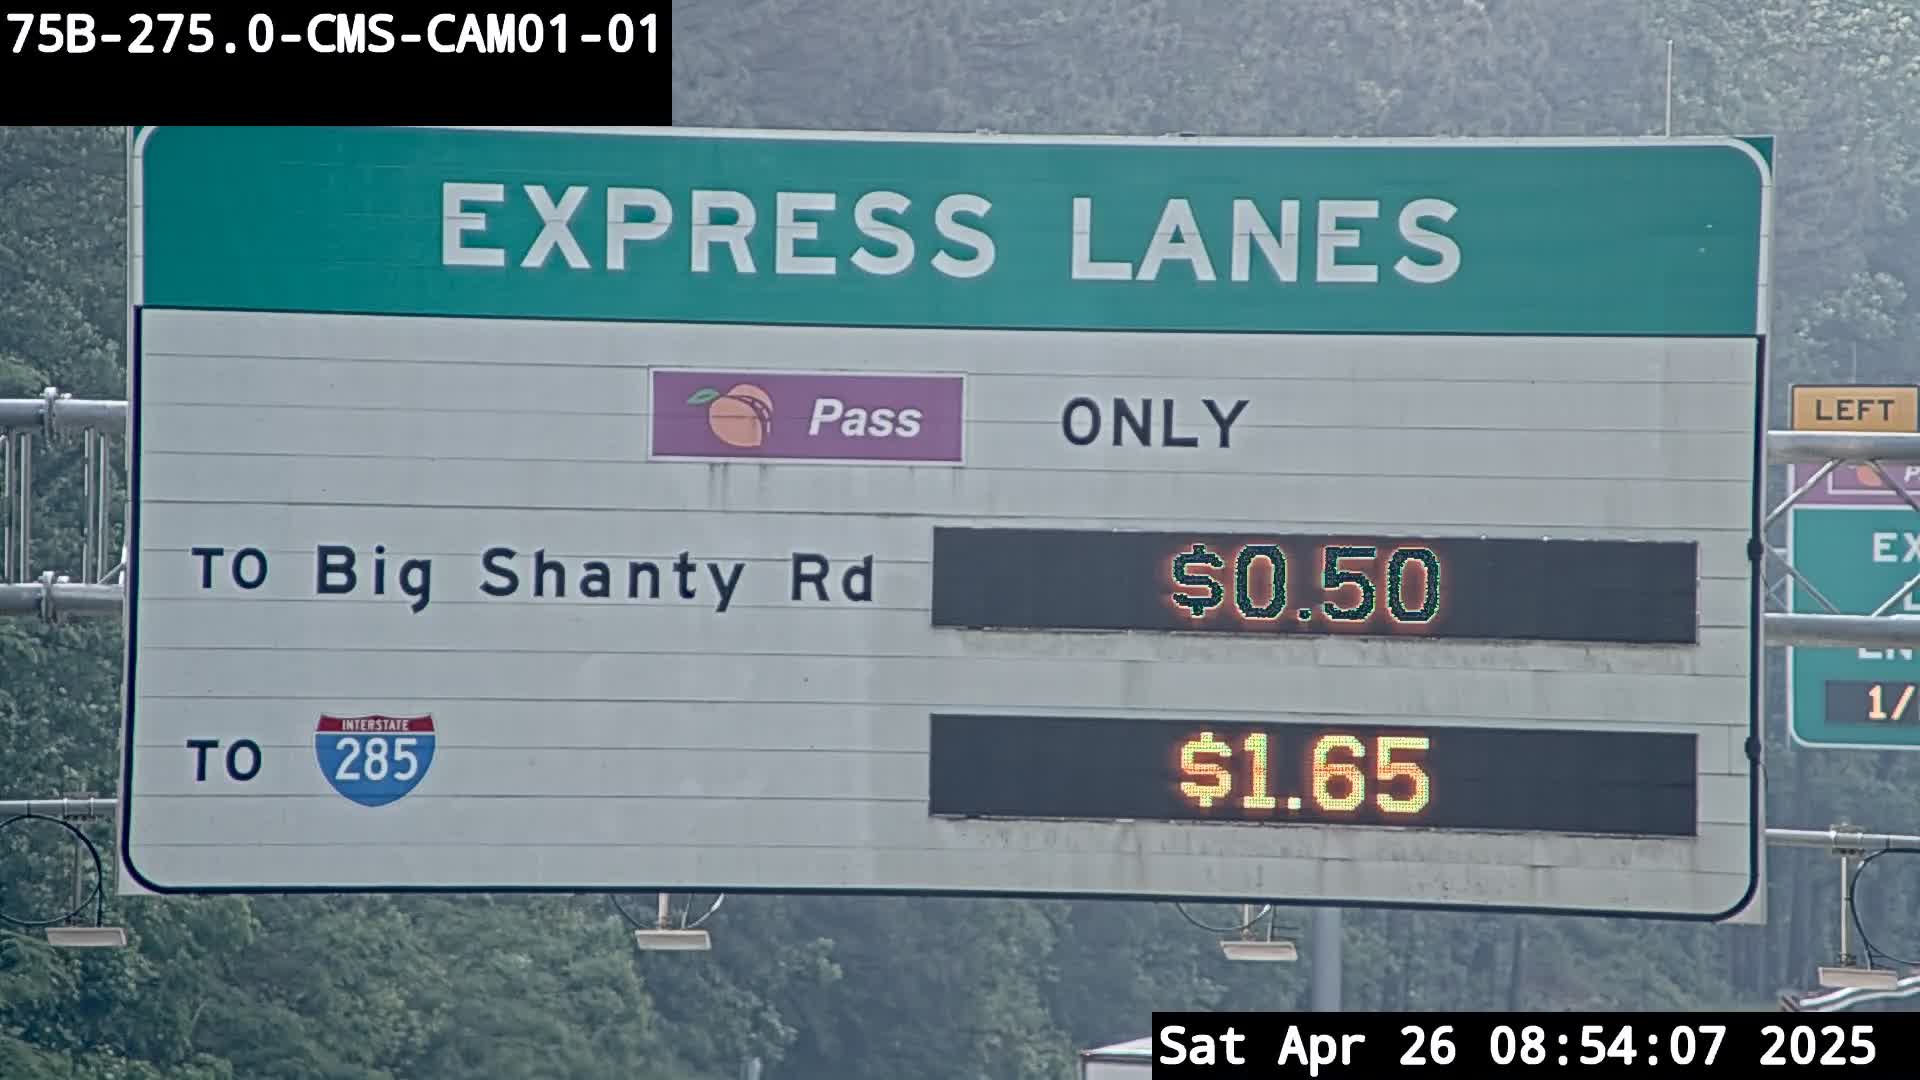 75B-275.0-CMS-CAM01-01
EXPRESS LANES
Pass ONLY
TO Big Shanty Rd $0.50
TO INTERSTATE 285 $1.65
LEFT
1/
Sat Apr 26 08:54:07 2025